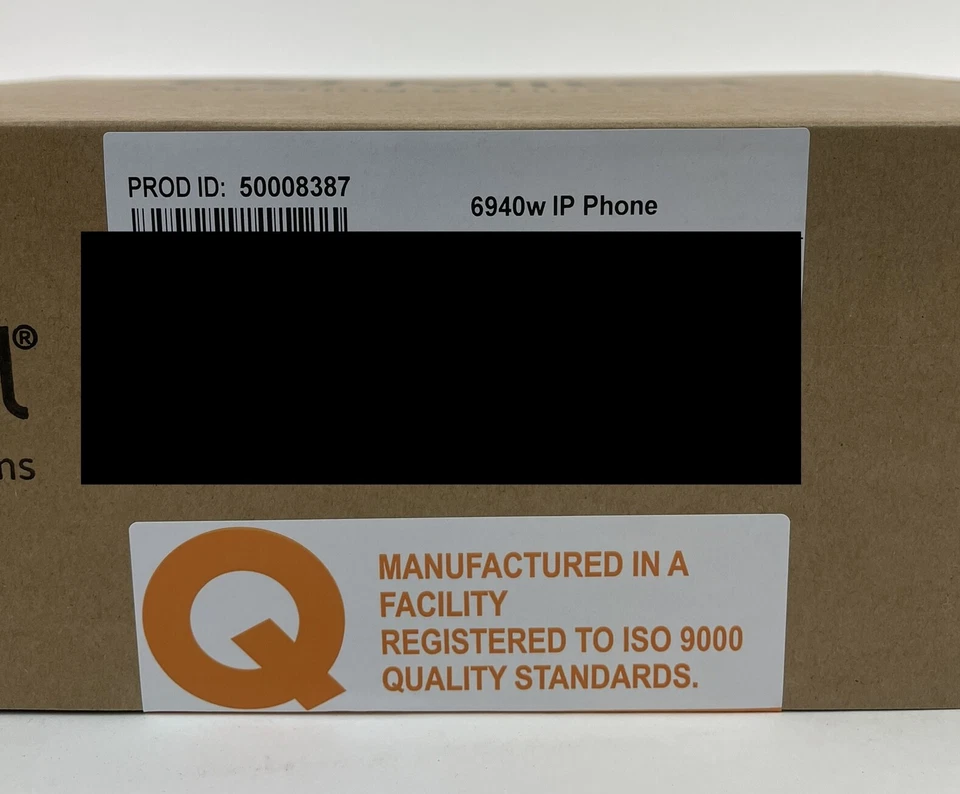 PROD ID: 50008387
6940w IP Phone
®
MANUFACTURED IN A
FACILITY
REGISTERED TO ISO 9000
QUALITY STANDARDS.